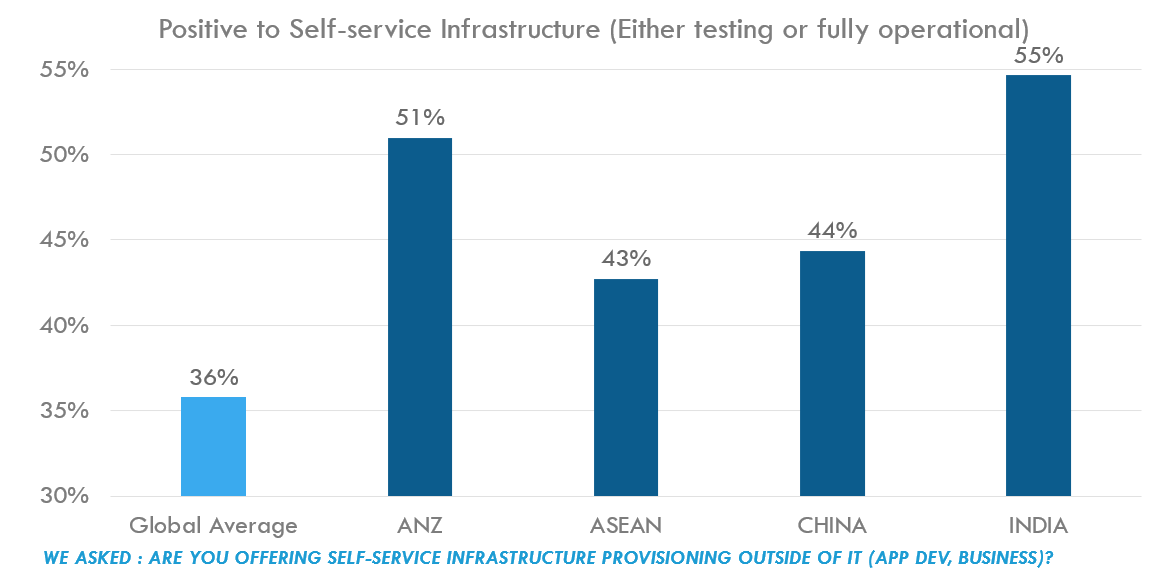 Positive to Self-service Infrastructure (Either testing or fully operational)
55%
50%
45%
40%
35%
30%
36%
51%
43%
44%
55%
Global Average
ANZ
ASEAN
CHINA
INDIA
WE ASKED : ARE YOU OFFERING SELF-SERVICE INFRASTRUCTURE PROVISIONING OUTSIDE OF IT (APP DEV, BUSINESS)?